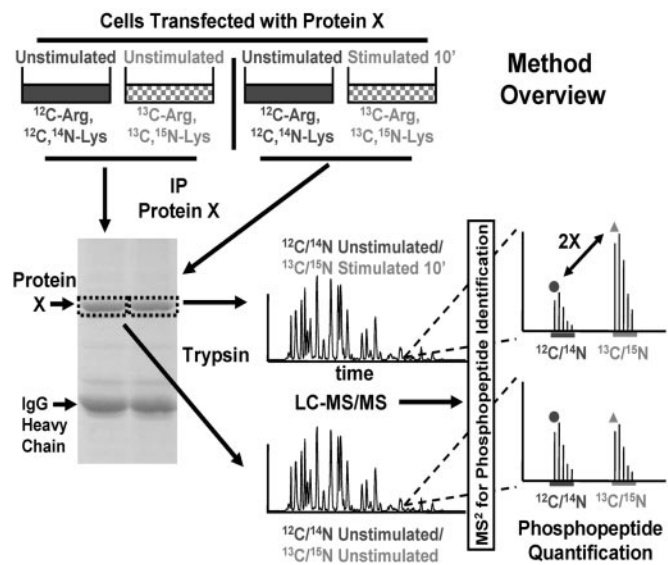 Cells Transfected with Protein X
Unstimulated
Unstimulated
Unstimulated
Stimulated 10'
¹²C-Arg,
¹²C,¹⁴N-Lys
¹³C-Arg,
¹³C,¹⁵N-Lys
¹²C-Arg,
¹²C,¹⁴N-Lys
¹³C-Arg,
¹³C,¹⁵N-Lys
Method
Overview
IP
Protein X
Protein
X
IgG
Heavy
Chain
Trypsin
¹²C/¹⁴N Unstimulated/
¹³C/¹⁵N Stimulated 10'
time
LC-MS/MS
¹²C/¹⁴N Unstimulated/
¹³C/¹⁵N Unstimulated
MS² for Phosphopeptide Identification
2X
¹²C/¹⁴N
¹³C/¹⁵N
¹²C/¹⁴N
¹³C/¹⁵N
Phosphopeptide
Quantification